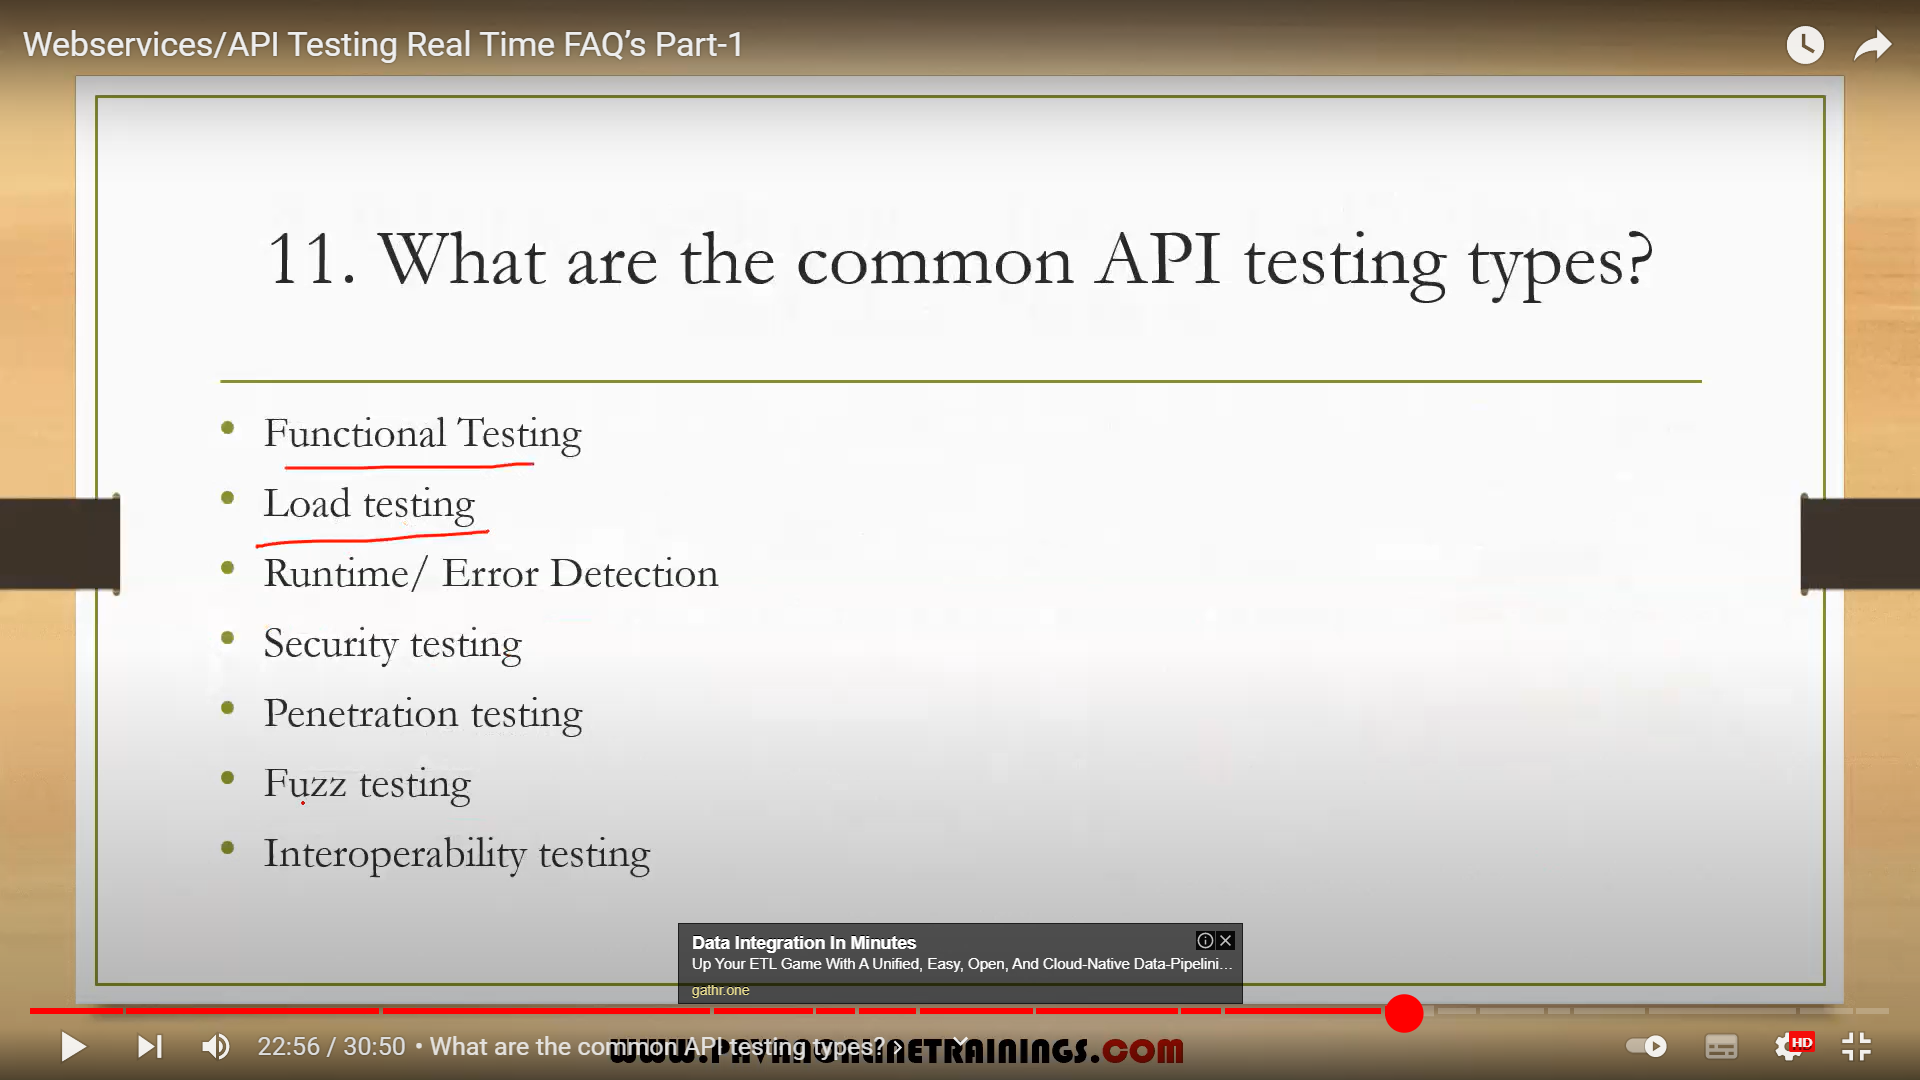 Webservices/API Testing Real Time FAQ’s Part-1
11. What are the common API testing types?
• Functional Testing
• Load testing
• Runtime/ Error Detection
• Security testing
• Penetration testing
• Fuzz testing
• Interoperability testing
Data Integration In Minutes
Up Your ETL Game With A Unified, Easy, Open, And Cloud-Native Data-Pipelini...
gathr.one
22:56 / 30:50 • What are the common API testing types? ›
WWW.PAVANONLINETRAININGS.COM
HD